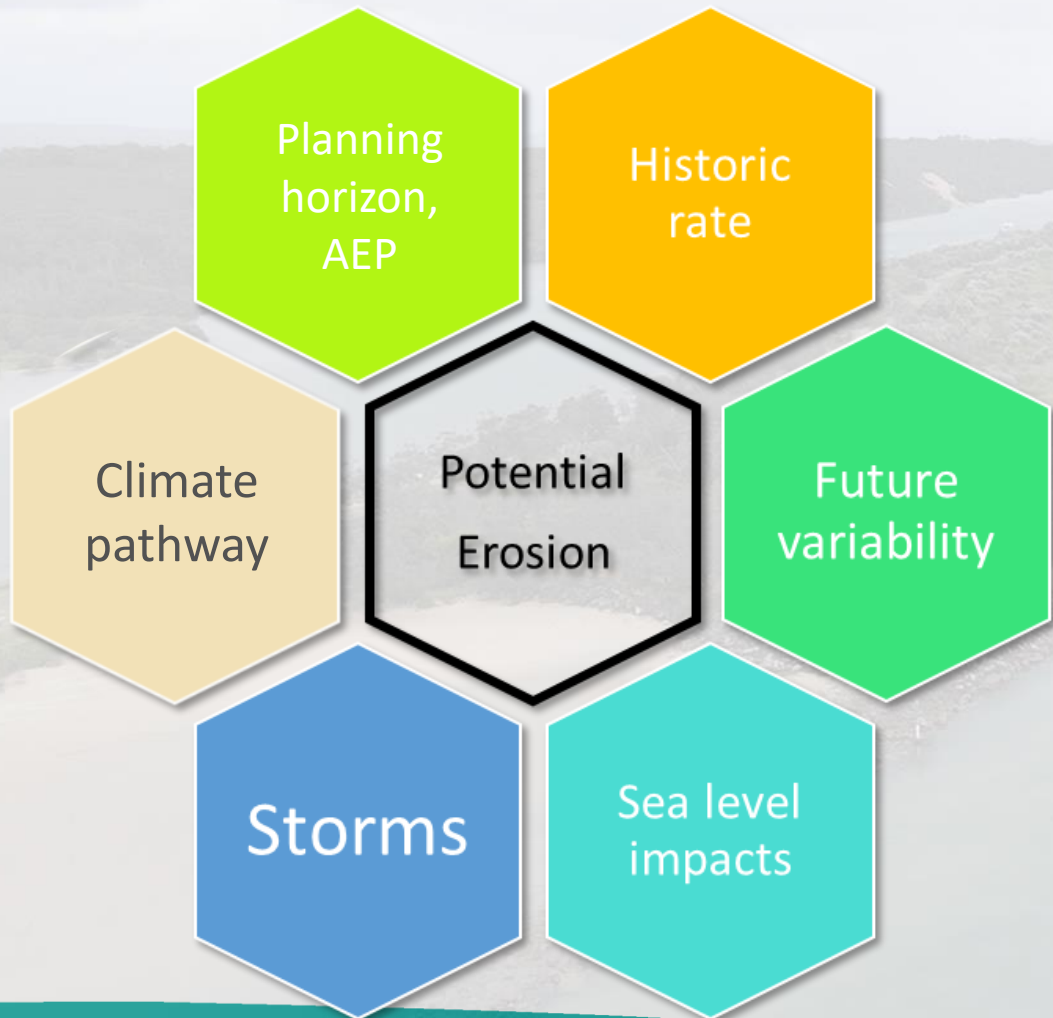 Planning
horizon,
AEP
Historic
rate
Climate
pathway
Potential
Erosion
Future
variability
Storms
Sea level
impacts